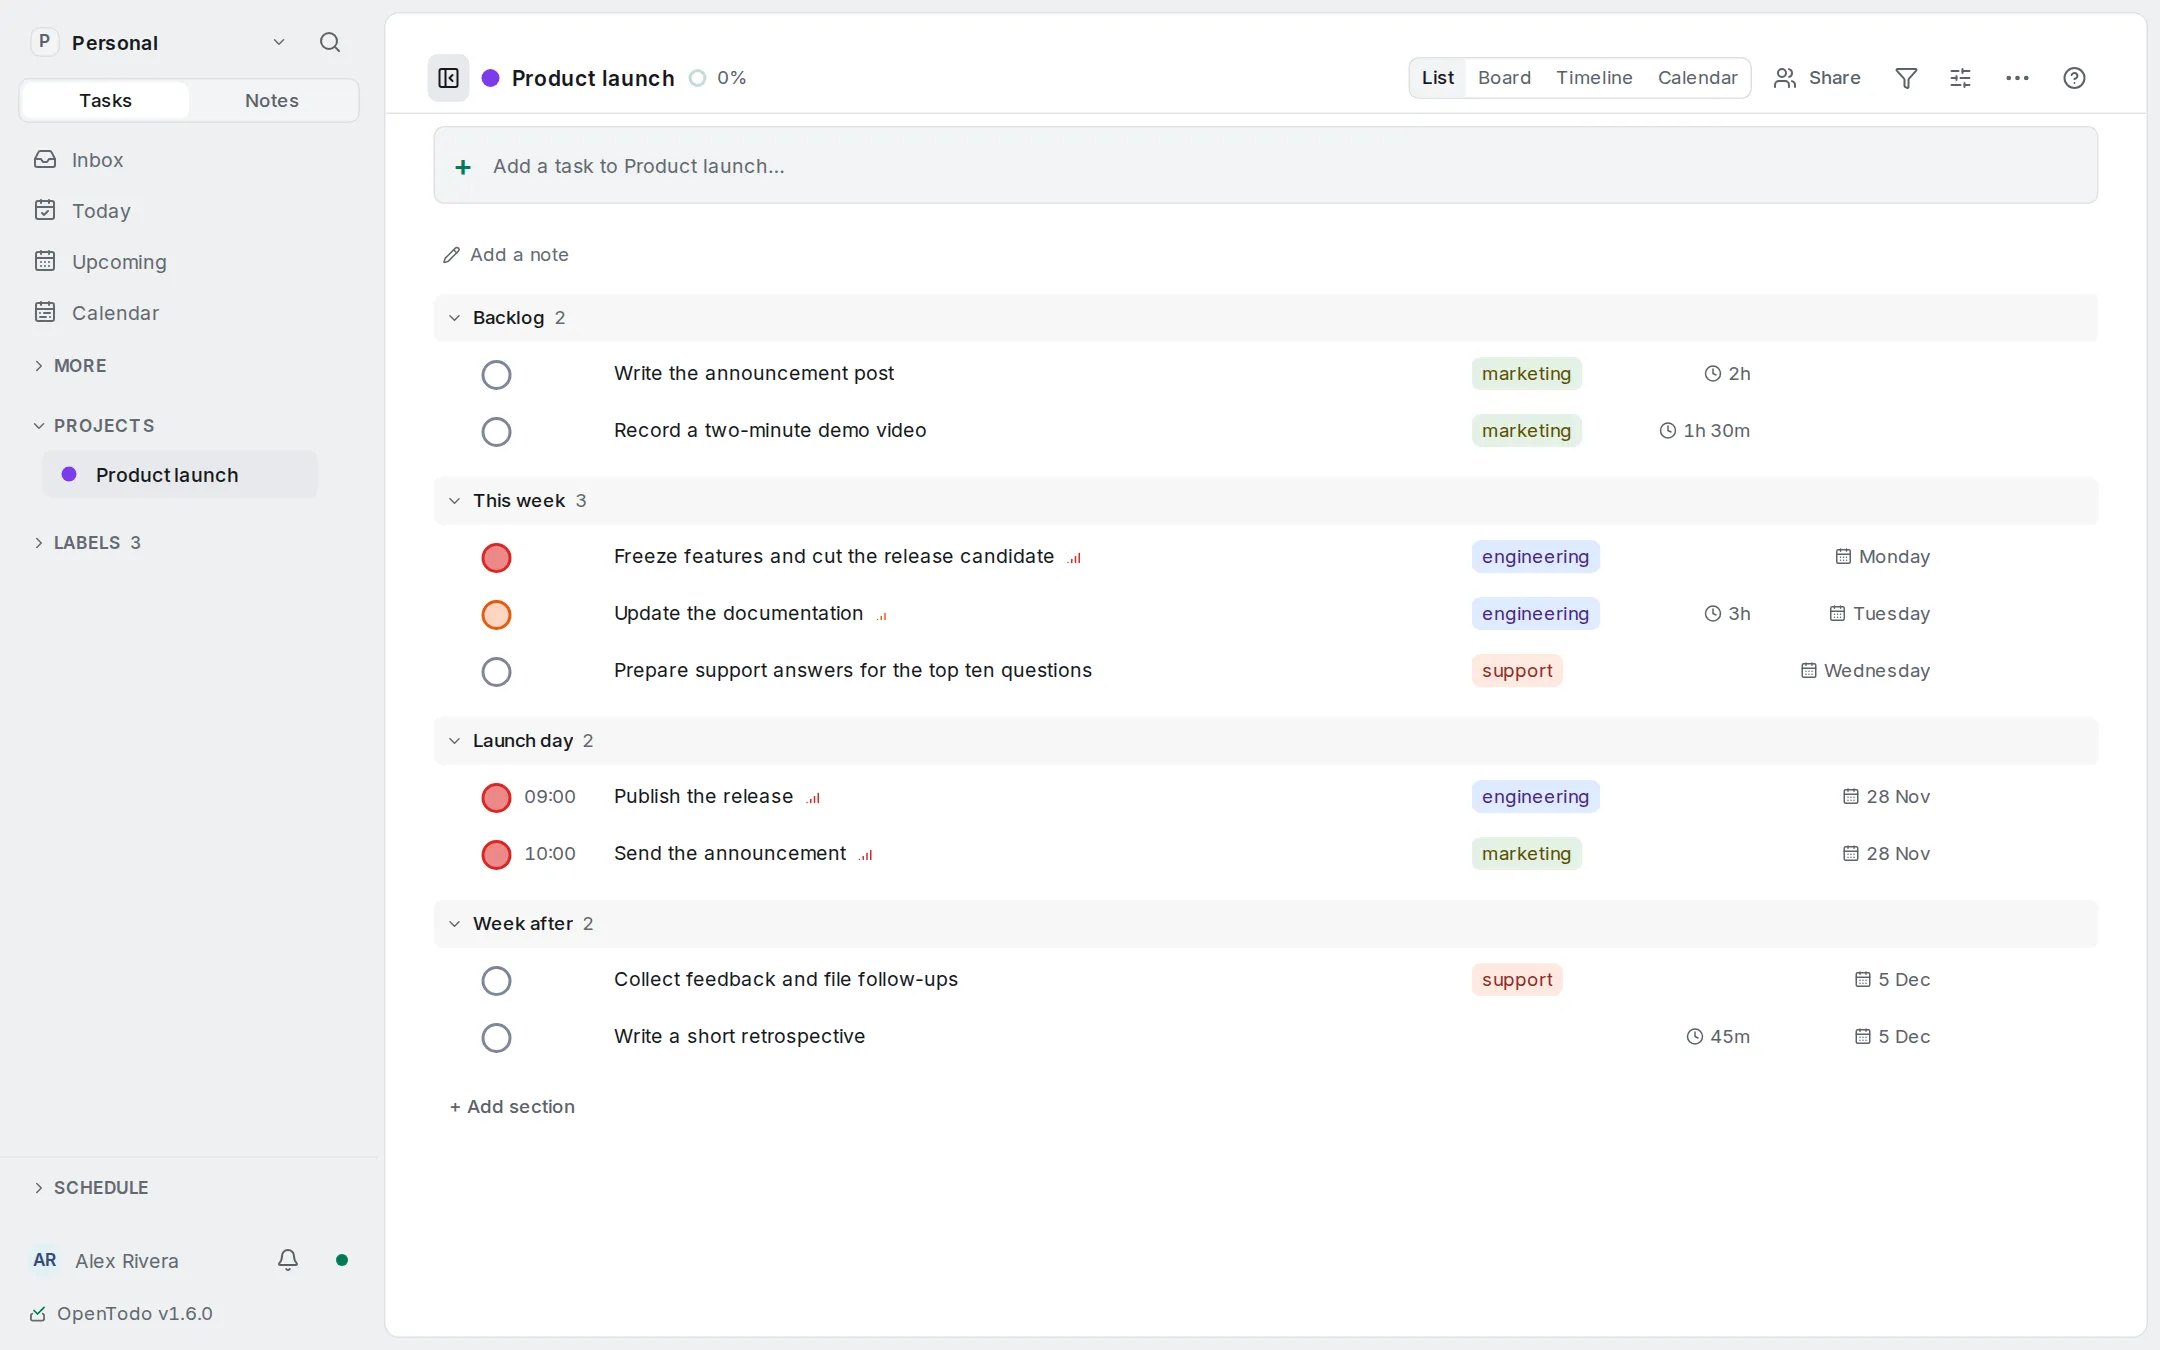 P Personal
Tasks Notes
Inbox
Today
Upcoming
Calendar
MORE
PROJECTS
Product launch
LABELS 3
SCHEDULE
AR Alex Rivera
OpenTodo v1.6.0
Product launch 0%
List Board Timeline Calendar Share
+ Add a task to Product launch...
Add a note
Backlog 2
Write the announcement post marketing 2h
Record a two-minute demo video marketing 1h 30m
This week 3
Freeze features and cut the release candidate engineering Monday
Update the documentation engineering 3h Tuesday
Prepare support answers for the top ten questions support Wednesday
Launch day 2
09:00 Publish the release engineering 28 Nov
10:00 Send the announcement marketing 28 Nov
Week after 2
Collect feedback and file follow-ups support 5 Dec
Write a short retrospective 45m 5 Dec
+ Add section